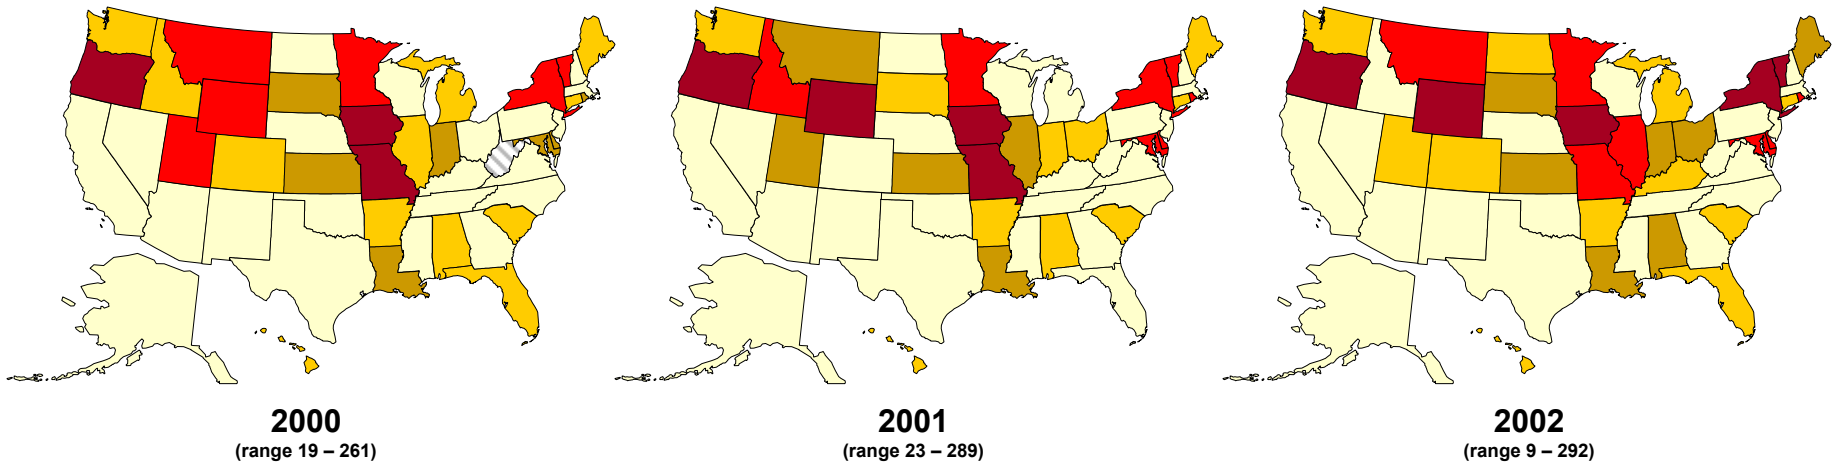 2000
(range 19 – 261)
2001
(range 23 – 289)
2002
(range 9 – 292)